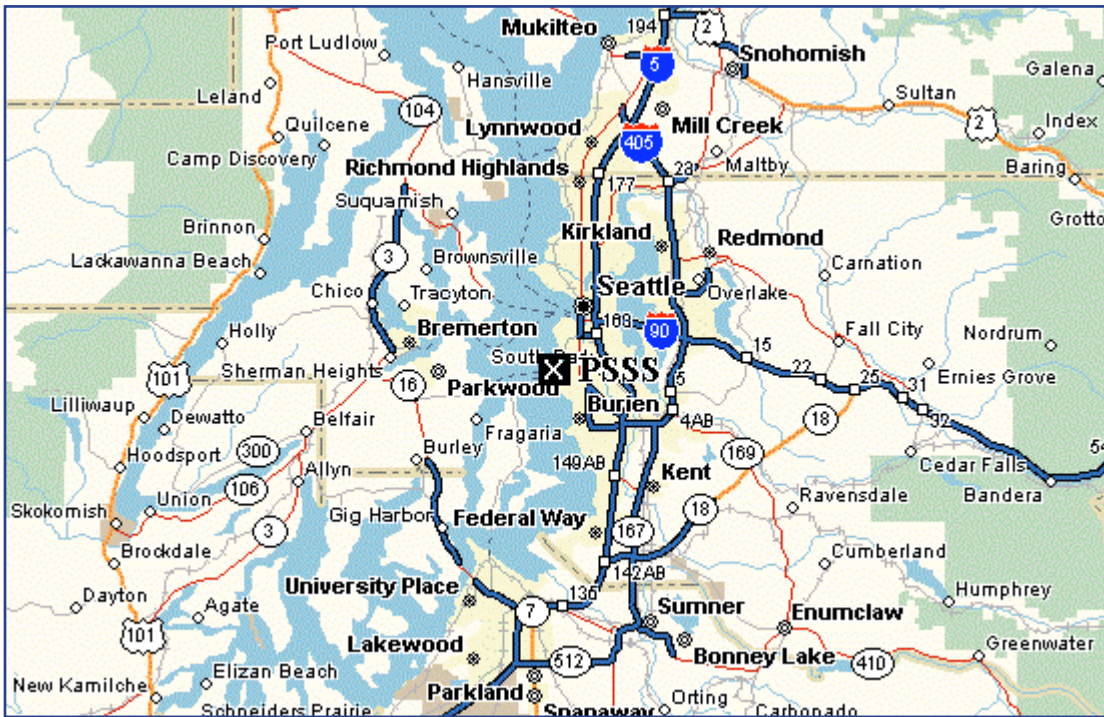 Mukilteo 194 2
Port Ludlow 5 Snohomish
Hansville Galena
Leland 104 Sultan
Quilcene Lynnwood Mill Creek 2 Index
Camp Discovery 405 Maltby
Richmond Highlands 177 23 Baring
Suquamish
Brinnon Kirkland Redmond Grotto
3 Brownsville
Lackawanna Beach Carnation
Chico Tracyton Seattle Overlake
Holly Bremerton 90 Fall City Nordrum
South 15
Sherman Heights PSSS 22 Ernies Grove
101 16 Parkwood 5 25 31
Lilliwaup Dewatto Belfair Burien 4AB 18 32
Hoodsport 300 Burley Fragaria 169 54
Allyn 149AB Cedar Falls
106 Kent Bandera
Union Ravensdale
Skokomish 3 Gig Harbor Federal Way 167 18
Brockdale Cumberland
142AB
Dayton University Place 136 Humphrey
Agate 7 Sumner Enumclaw
101 Lakewood Greenwater
512 Bonney Lake 410
Elizan Beach
New Kamilche Parkland Orting
Schneiders Prairie Spanaway Carbonado